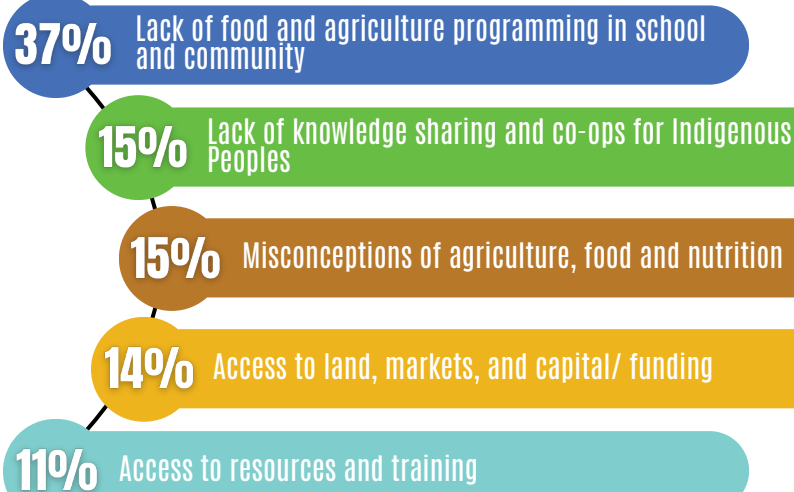 37%
Lack of food and agriculture programming in school
and community
15%
Lack of knowledge sharing and co-ops for Indigenous
Peoples
15%
Misconceptions of agriculture, food and nutrition
14%
Access to land, markets, and capital/ funding
11%
Access to resources and training